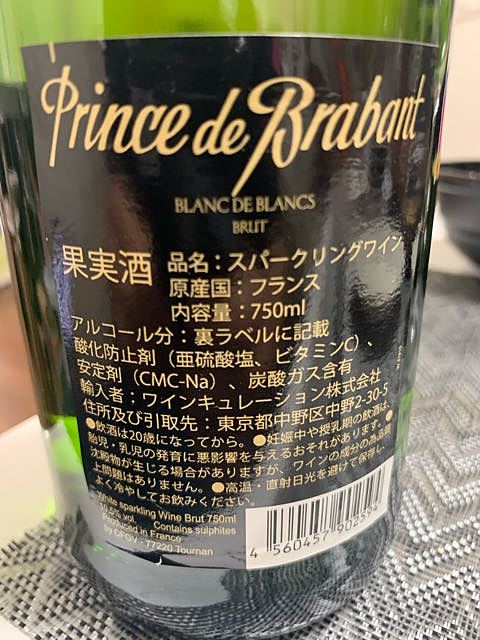 Prince de Brabant
BLANC DE BLANCS
BRUT
果実酒 品名：スパークリングワイン
原産国：フランス
内容量：750ml
アルコール分：裏ラベルに記載
酸化防止剤（亜硫酸塩、ビタミンC）、
安定剤（CMC-Na）、炭酸ガス含有
輸入者：ワインキュレーション株式会社
住所及び引取先：東京都中野区中野2-30-5
●飲酒は20歳になってから。●妊娠中や授乳期の飲酒は、
胎児・乳児の発育に悪影響を与えるおそれがあります。●
沈殿物が生じる場合がありますが、ワインの成分の為品質
上問題はありません。●高温・直射日光を避けて保存し、
よく冷やしてお飲みください。
White sparkling Wine Brut 750ml
vol. Contains sulphites
Produced in France
by CFGV - 77220 Tournan
4 560457